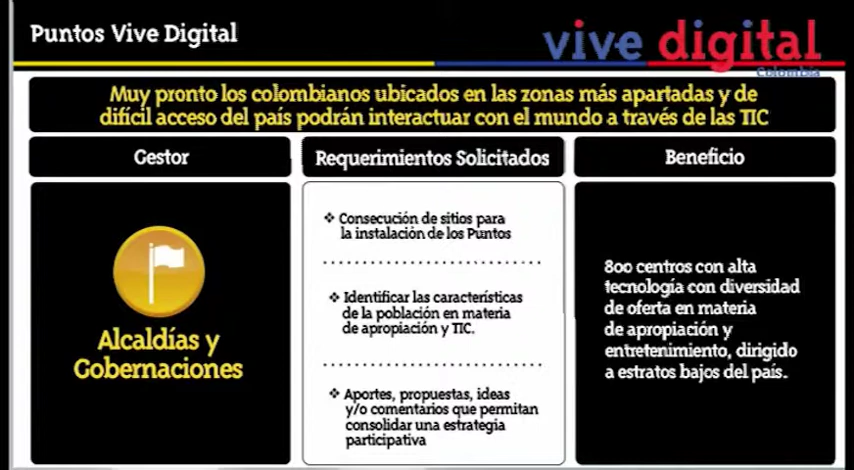 Puntos Vive Digital
vive digital
Colombia
Muy pronto los colombianos ubicados en las zonas más apartadas y de
difícil acceso del país podrán interactuar con el mundo a través de las TIC
Gestor
Requerimientos Solicitados
Beneficio
Alcaldías y
Gobernaciones
❖ Consecución de sitios para
la instalación de los Puntos
❖ Identificar las características
de la población en materia
de apropiación y TIC.
❖ Aportes, propuestas, ideas
y/o comentarios que permitan
consolidar una estrategia
participativa
800 centros con alta
tecnología con diversidad
de oferta en materia
de apropiación y
entretenimiento, dirigido
a estratos bajos del país.